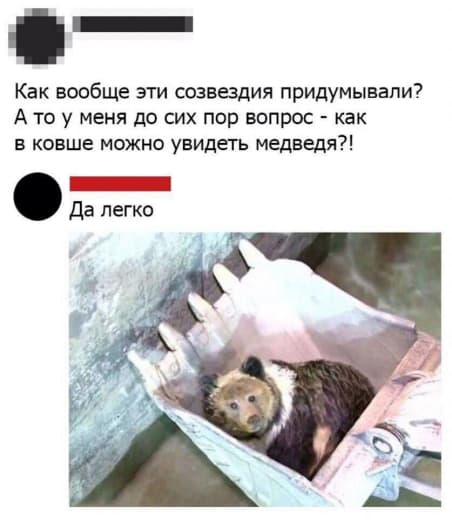 Как вообще эти созвездия придумывали?
А то у меня до сих пор вопрос - как
в ковше можно увидеть медведя?!
Да легко